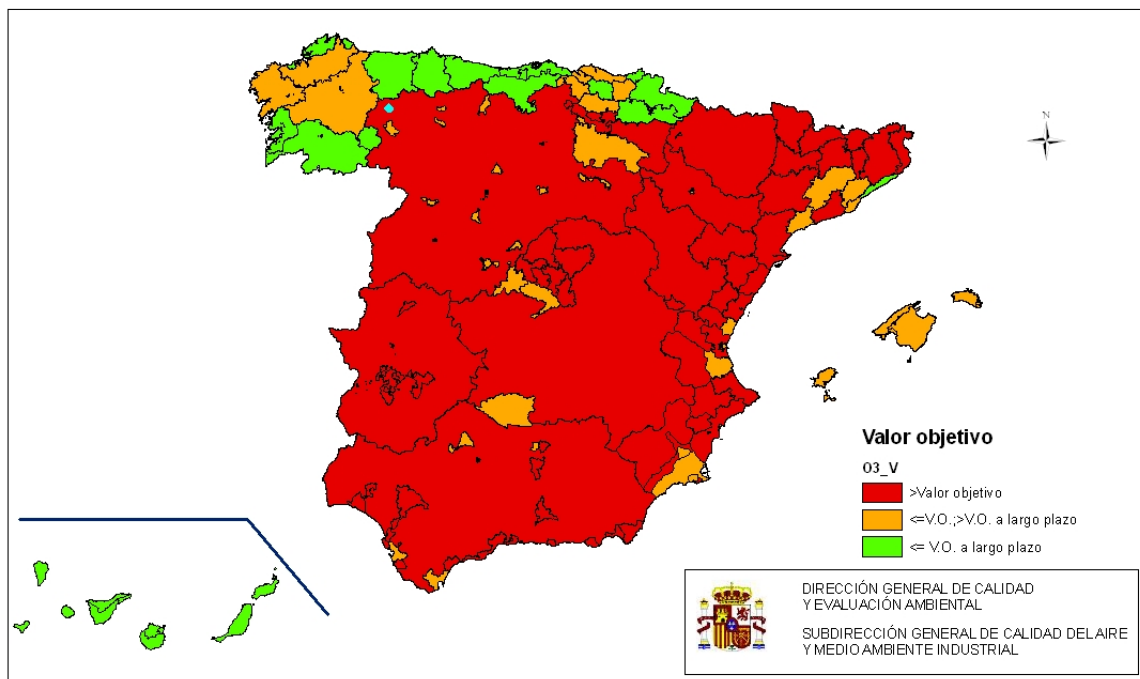 N
Valor objetivo
O3_V
>Valor objetivo
<=V.O.;>V.O. a largo plazo
<= V.O. a largo plazo
DIRECCIÓN GENERAL DE CALIDAD
Y EVALUACIÓN AMBIENTAL
SUBDIRECCIÓN GENERAL DE CALIDAD DEL AIRE
Y MEDIO AMBIENTE INDUSTRIAL